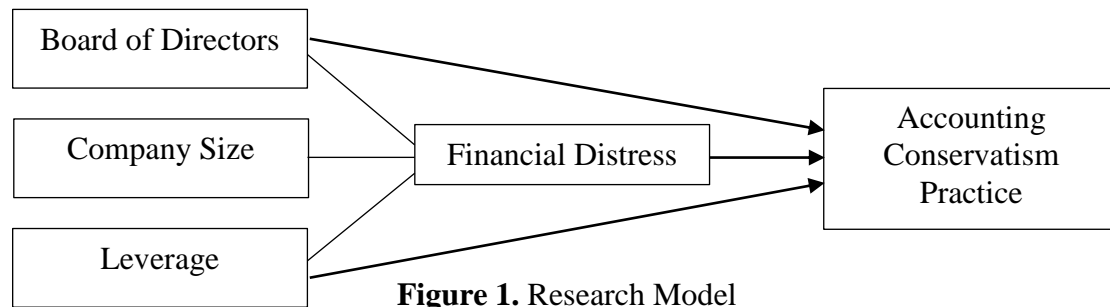 Board of Directors
Company Size
Leverage
Financial Distress
Accounting
Conservatism
Practice
Figure 1. Research Model